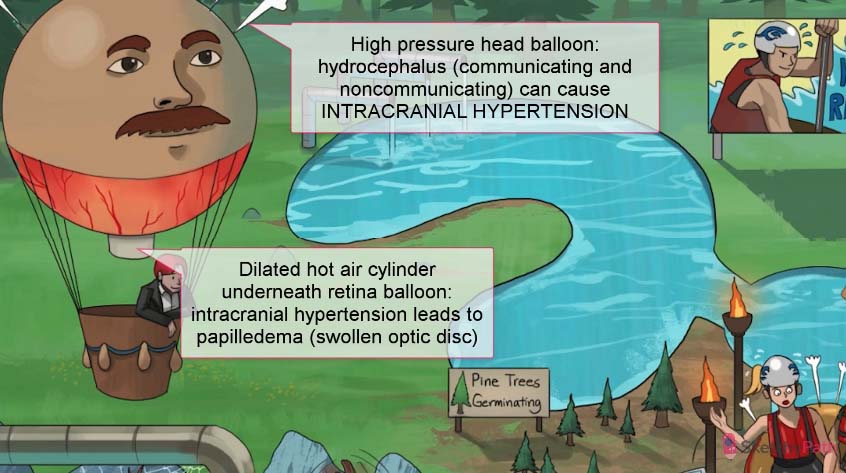 High pressure head balloon:
hydrocephalus (communicating and
noncommunicating) can cause
INTRACRANIAL HYPERTENSION
Dilated hot air cylinder
underneath retina balloon:
intracranial hypertension leads to
papilledema (swollen optic disc)
Pine Trees
Germinating